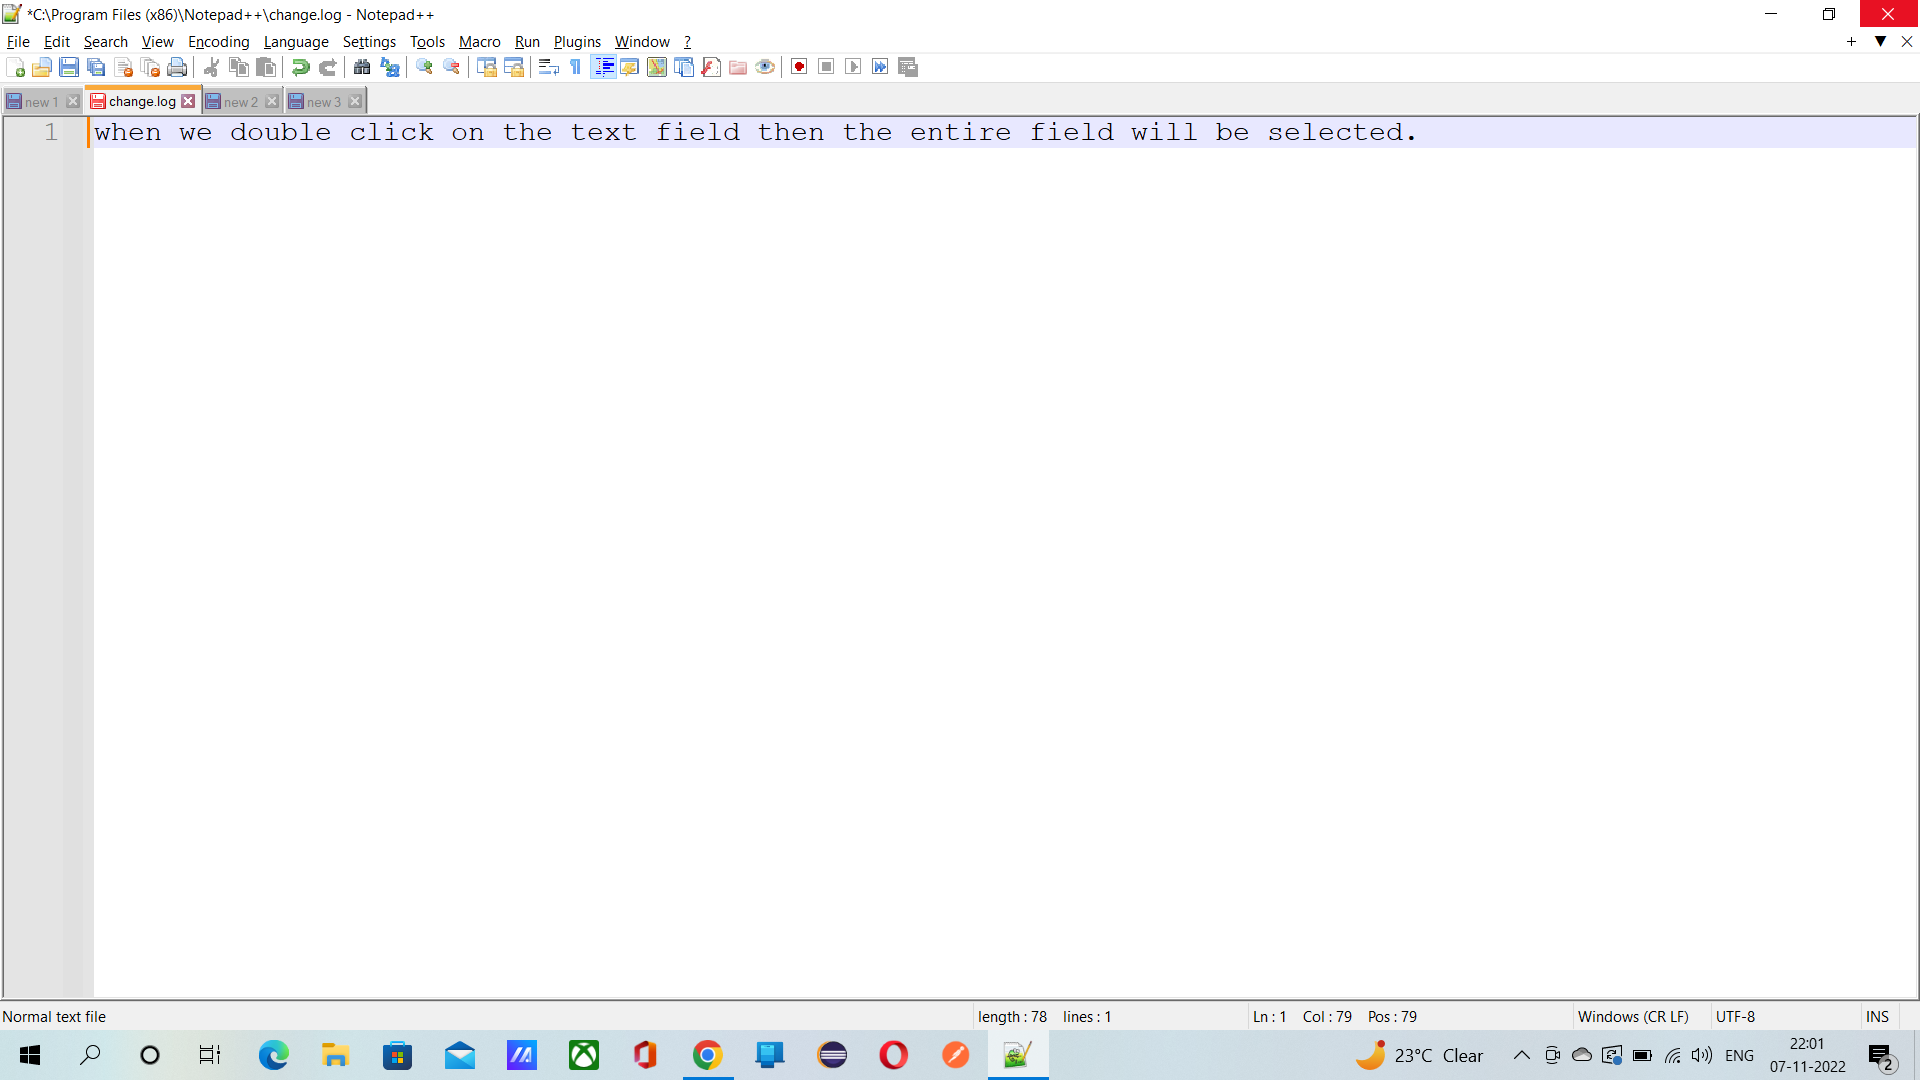 *C:\Program Files (x86)\Notepad++\change.log - Notepad++
File Edit Search View Encoding Language Settings Tools Macro Run Plugins Window ?
new 1 change.log new 2 new 3
1 when we double click on the text field then the entire field will be selected.
Normal text file length : 78 lines : 1 Ln : 1 Col : 79 Pos : 79 Windows (CR LF) UTF-8 INS
23°C Clear ENG 22:01
07-11-2022 2